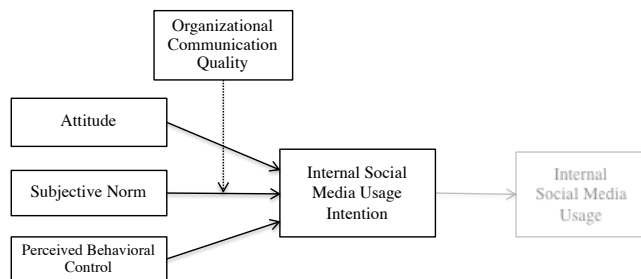 Organizational
Communication
Quality
Attitude
Subjective Norm
Perceived Behavioral
Control
Internal Social
Media Usage
Intention
Internal
Social Media
Usage